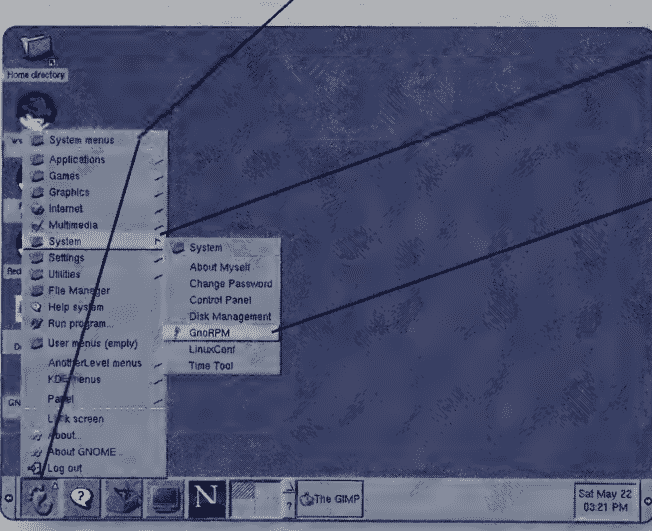 Home directory
System menus
Applications
Games
Graphics
Internet
Multimedia
System
Settings
Utilities
File Manager
Help system
Run program...
User menus (empty)
AnotherLevel menus
KDE menus
Panel
Lock screen
About...
About GNOME...
Log out
System
About Myself
Change Password
Control Panel
Disk Management
GnoRPM
LinuxConf
Time Tool
Red
GN
N
?
The GIMP
Sat May 22
03:21 PM